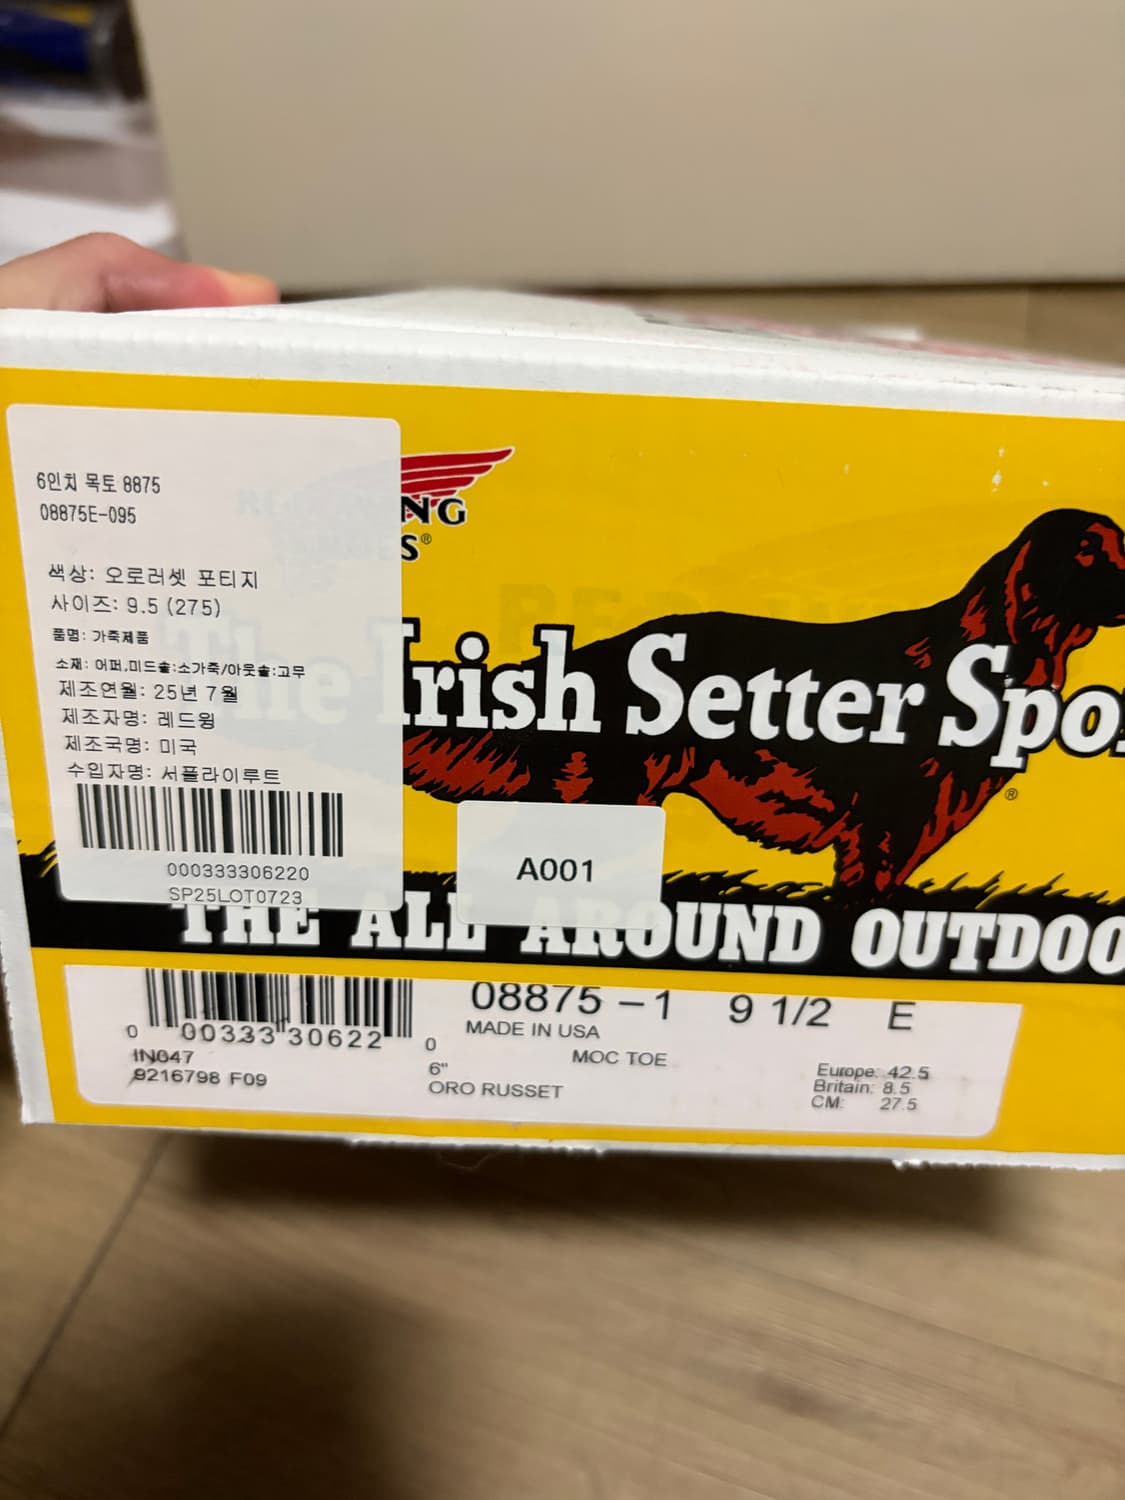 6인치 목토 8875
08875E-095
색상: 오로러셋 포티지
사이즈: 9.5 (275)
품명: 가죽제품
소재: 어퍼,미드솔:소가죽/아웃솔:고무
제조연월: 25년 7월
제조자명: 레드윙
제조국명: 미국
수입자명: 서플라이루트
000333306220
SP25LOT0723
RED WING
SHOES®
The Irish Setter Spo
®
A001
THE ALL AROUND OUTDOO
08875-1 9 1/2 E
MADE IN USA
0 00333 30622 0
MOC TOE
IN047
6"
9216798 F09
ORO RUSSET
Europe: 42.5
Britain: 8.5
CM: 27.5